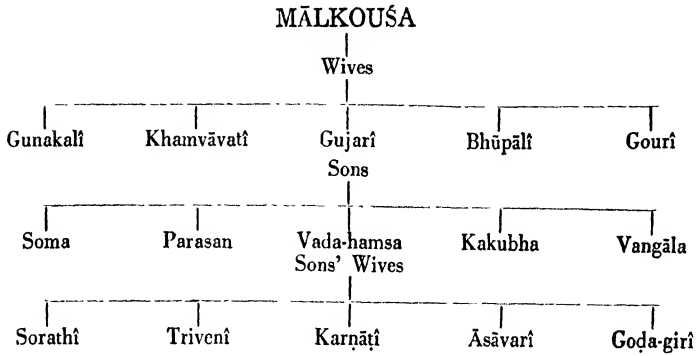 MĀLKOUŚA
Wives
Gunakalî Khamvāvatî Gujarî Bhūpālî Gourî
Sons
Soma Parasan Vada-hamsa Kakubha Vangāla
Sons' Wives
Sorathî Trivenî Karṇāṭî Āsāvarî Goḍa-girî